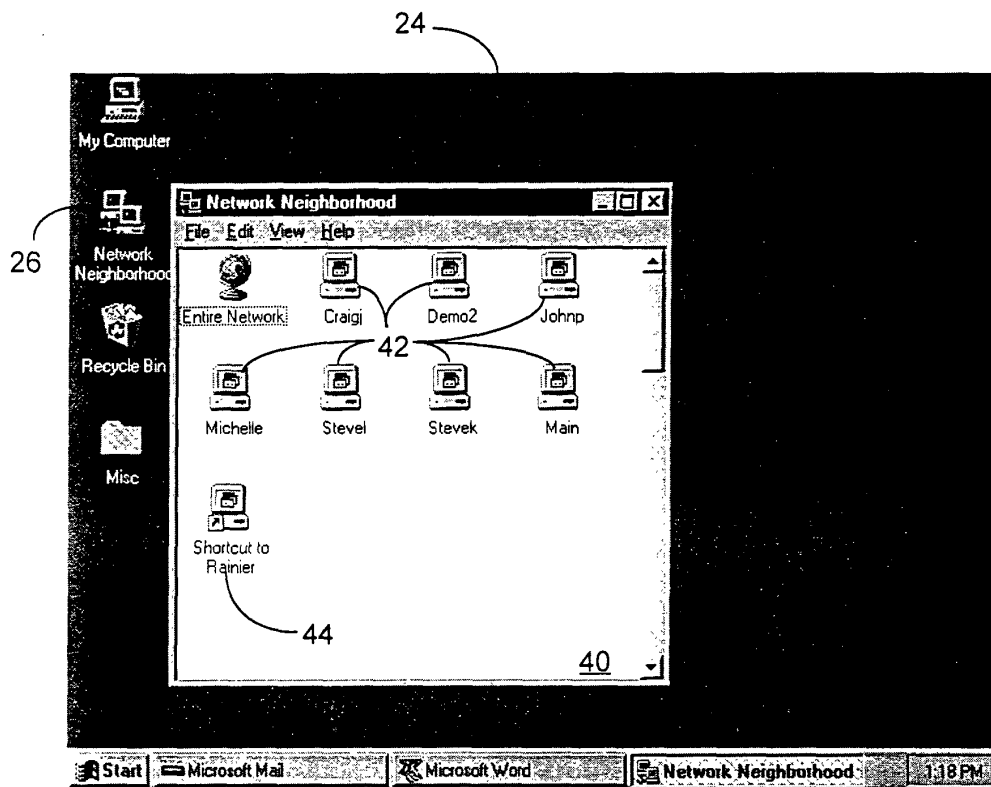 24
My Computer
26
Network
Neighborhood
Recycle Bin
Misc
Network Neighborhood
File Edit View Help
Entire Network Craigj Demo2 Johnp
42
Michelle Stevel Stevek Main
Shortcut to
Rainier
44
40
Start Microsoft Mail Microsoft Word Network Neighborhood 1:18 PM